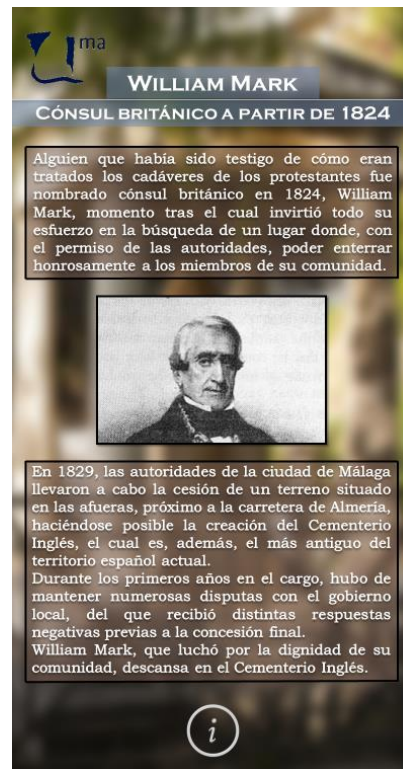 uma
WILLIAM MARK
CÓNSUL BRITÁNICO A PARTIR DE 1824
Alguien que había sido testigo de cómo eran
tratados los cadáveres de los protestantes fue
nombrado cónsul británico en 1824, William
Mark, momento tras el cual invirtió todo su
esfuerzo en la búsqueda de un lugar donde, con
el permiso de las autoridades, poder enterrar
honrosamente a los miembros de su comunidad.
En 1829, las autoridades de la ciudad de Málaga
llevaron a cabo la cesión de un terreno situado
en las afueras, próximo a la carretera de Almería,
haciéndose posible la creación del Cementerio
Inglés, el cual es, además, el más antiguo del
territorio español actual.
Durante los primeros años en el cargo, hubo de
mantener numerosas disputas con el gobierno
local, del que recibió distintas respuestas
negativas previas a la concesión final.
William Mark, que luchó por la dignidad de su
comunidad, descansa en el Cementerio Inglés.
i